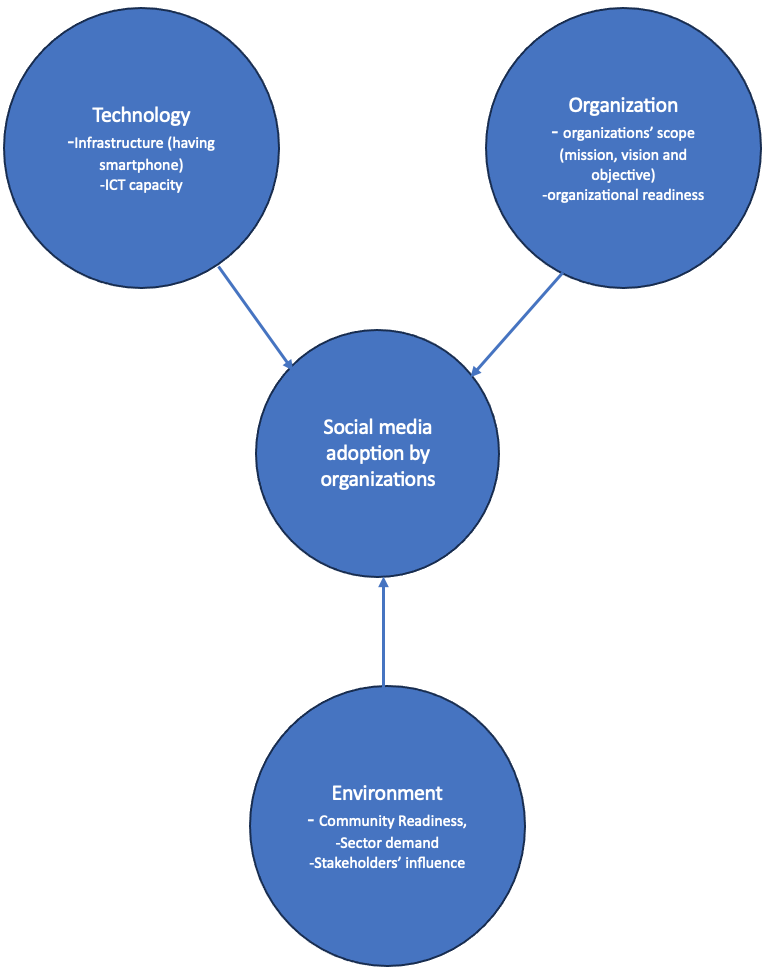 Technology
-Infrastructure (having
smartphone)
-ICT capacity
Organization
- organizations’ scope
(mission, vision and
objective)
-organizational readiness
Social media
adoption by
organizations
Environment
- Community Readiness,
-Sector demand
-Stakeholders’ influence